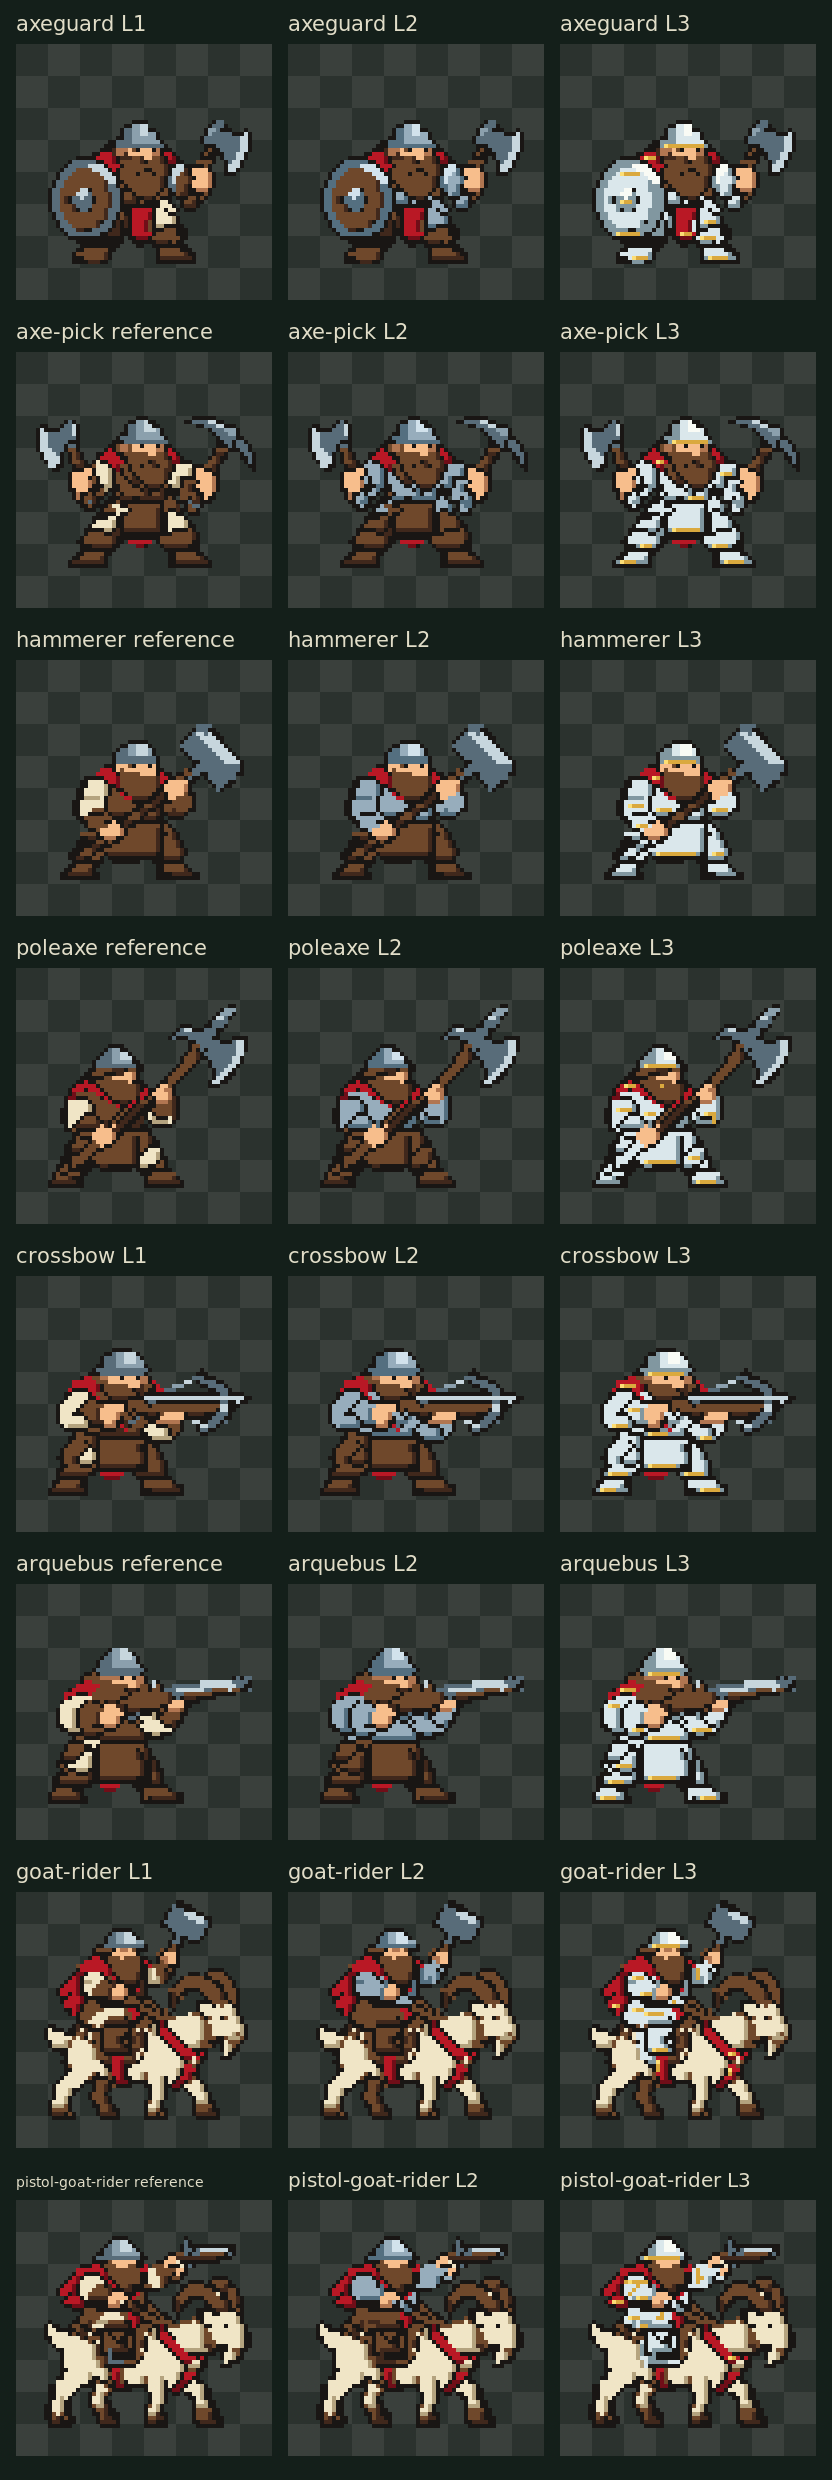 axeguard L1
axeguard L2
axeguard L3
axe-pick reference
axe-pick L2
axe-pick L3
hammerer reference
hammerer L2
hammerer L3
poleaxe reference
poleaxe L2
poleaxe L3
crossbow L1
crossbow L2
crossbow L3
arquebus reference
arquebus L2
arquebus L3
goat-rider L1
goat-rider L2
goat-rider L3
pistol-goat-rider reference
pistol-goat-rider L2
pistol-goat-rider L3